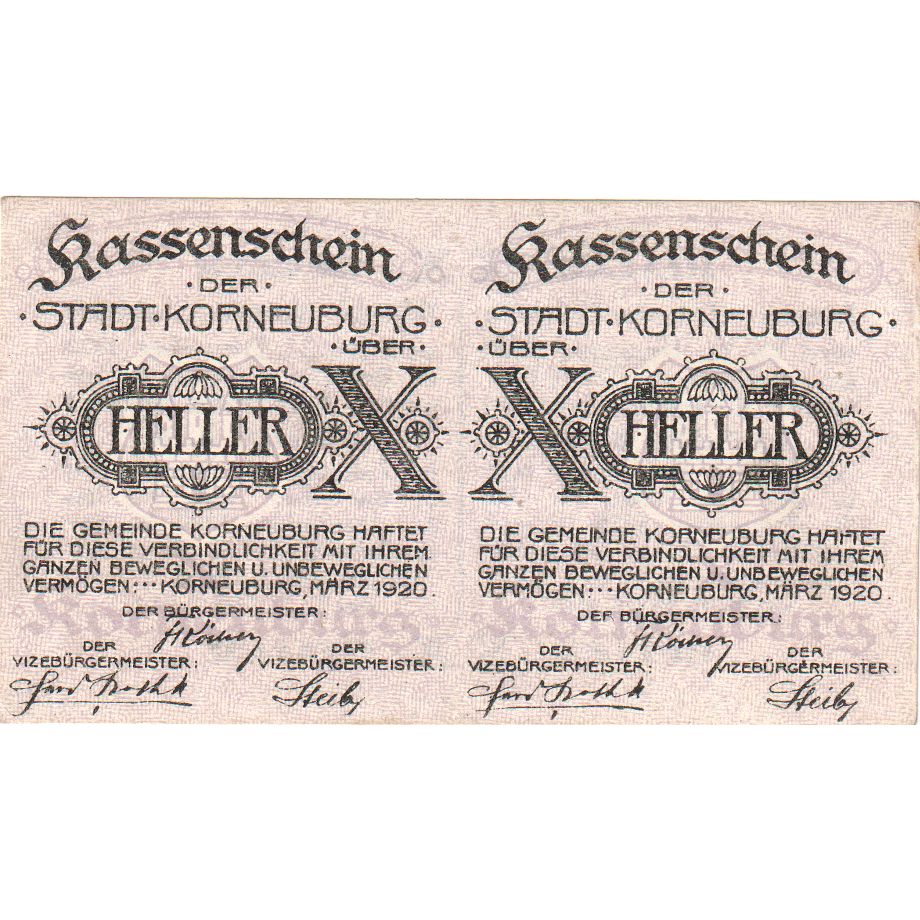 Kassenschein
· DER ·
· STADT · KORNEUBURG ·
· ÜBER ·
HELLER X
DIE GEMEINDE KORNEUBURG HAFTET
FÜR DIESE VERBINDLICHKEIT MIT IHREM
GANZEN BEWEGLICHEN U. UNBEWEGLICHEN
VERMÖGEN: ··· KORNEUBURG, MÄRZ 1920.
DER BÜRGERMEISTER:
DER
VIZEBÜRGERMEISTER:
DER
VIZEBÜRGERMEISTER:
Kassenschein
· DER ·
· STADT · KORNEUBURG ·
· ÜBER ·
X HELLER
DIE GEMEINDE KORNEUBURG HAFTET
FÜR DIESE VERBINDLICHKEIT MIT IHREM
GANZEN BEWEGLICHEN U. UNBEWEGLICHEN
VERMÖGEN: ··· KORNEUBURG, MÄRZ 1920.
DER BÜRGERMEISTER:
DER
VIZEBÜRGERMEISTER:
DER
VIZEBÜRGERMEISTER: